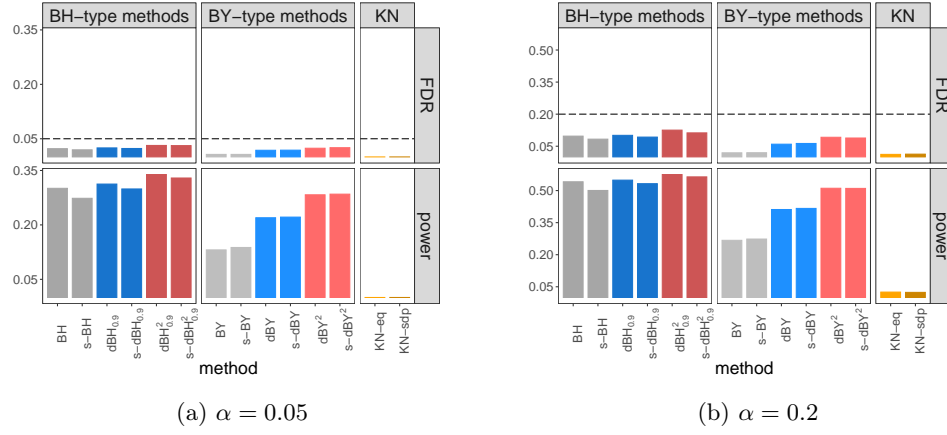 BH−type methods BY−type methods KN
0.35
0.20
0.05
FDR
0.35
0.20
0.05
power
BH s−BH dBH0.9 s−dBH0.9 dBH²0.9 s−dBH²0.9 BY s−BY dBY s−dBY dBY² s−dBY² KN−eq KN−sdp
method
(a) α = 0.05
BH−type methods BY−type methods KN
0.50
0.35
0.20
0.05
FDR
0.50
0.35
0.20
0.05
power
BH s−BH dBH0.9 s−dBH0.9 dBH²0.9 s−dBH²0.9 BY s−BY dBY s−dBY dBY² s−dBY² KN−eq KN−sdp
method
(b) α = 0.2